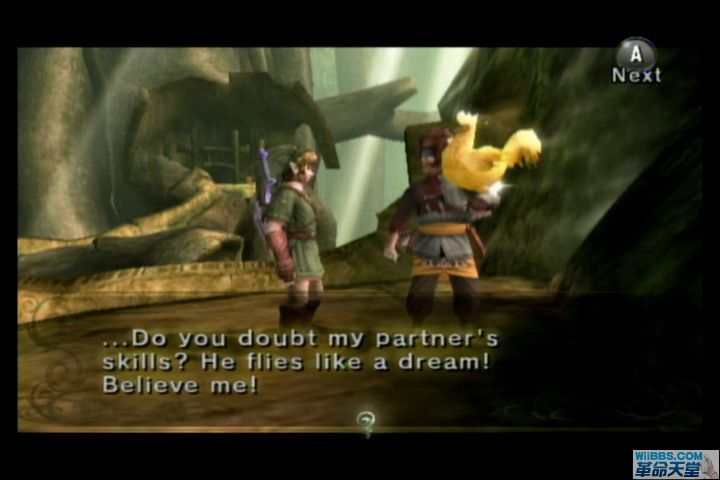 A
Next
...Do you doubt my partner's
skills? He flies like a dream!
Believe me!
WiiBBS.COM
革命天堂